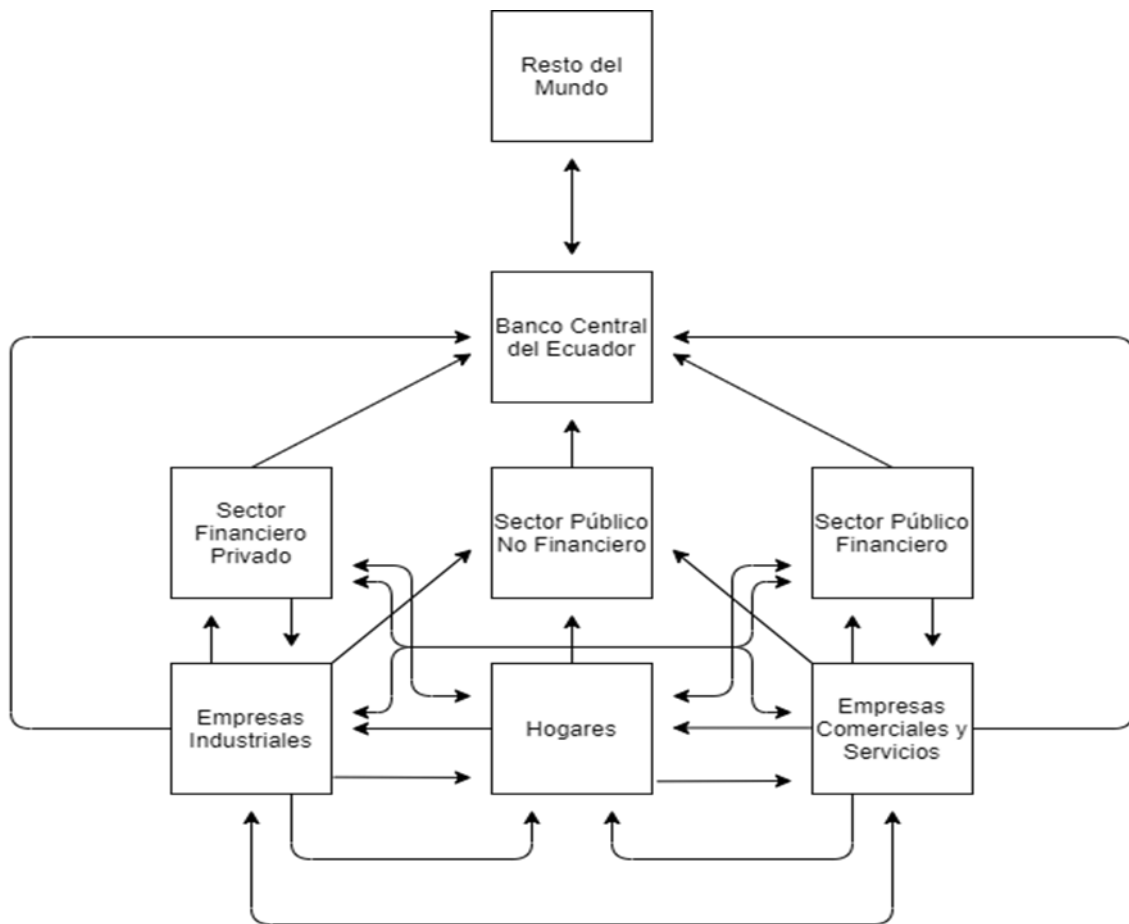 Resto del
Mundo
Banco Central
del Ecuador
Sector
Financiero
Privado
Sector Público
No Financiero
Sector Público
Financiero
Empresas
Industriales
Hogares
Empresas
Comerciales y
Servicios